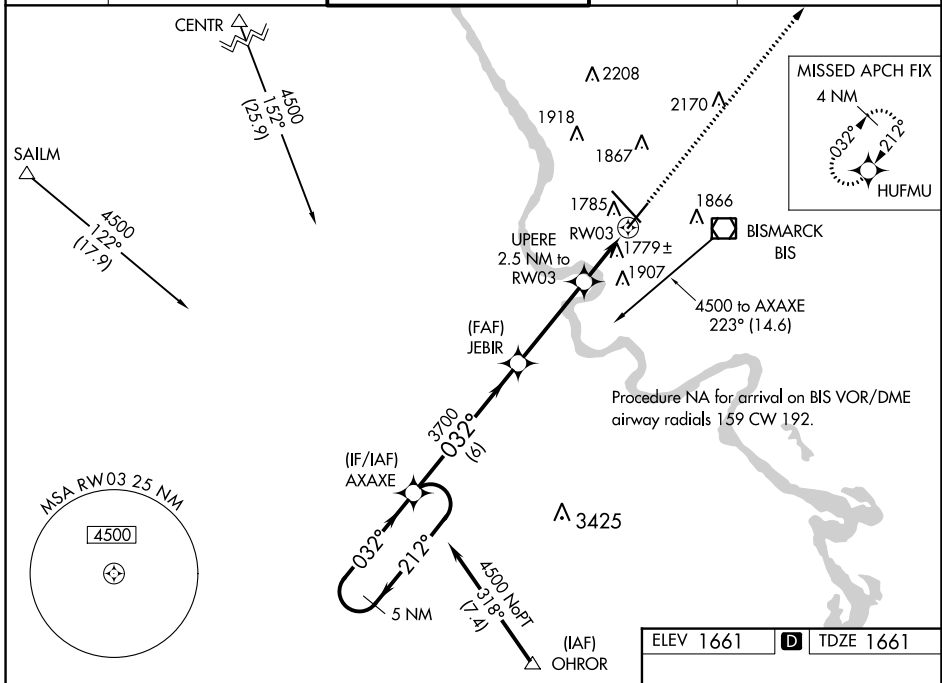 CENTR
4500
152°
(25.9)
SAILM
4500
122°
(17.9)
2208
2170
1918
1867
MISSED APCH FIX
4 NM
032°
212°
HUFMU
1785
RW03
1866
BISMARCK
BIS
UPERE
2.5 NM to
RW03
1779±
1907
4500 to AXAXE
223° (14.6)
(FAF)
JEBIR
Procedure NA for arrival on BIS VOR/DME
airway radials 159 CW 192.
3700
032°
(6)
(IF/IAF)
AXAXE
MSA RW03 25 NM
4500
3425
032°
212°
5 NM
4500 NoPT
318°
(7.4)
(IAF)
OHROR
ELEV 1661 D TDZE 1661